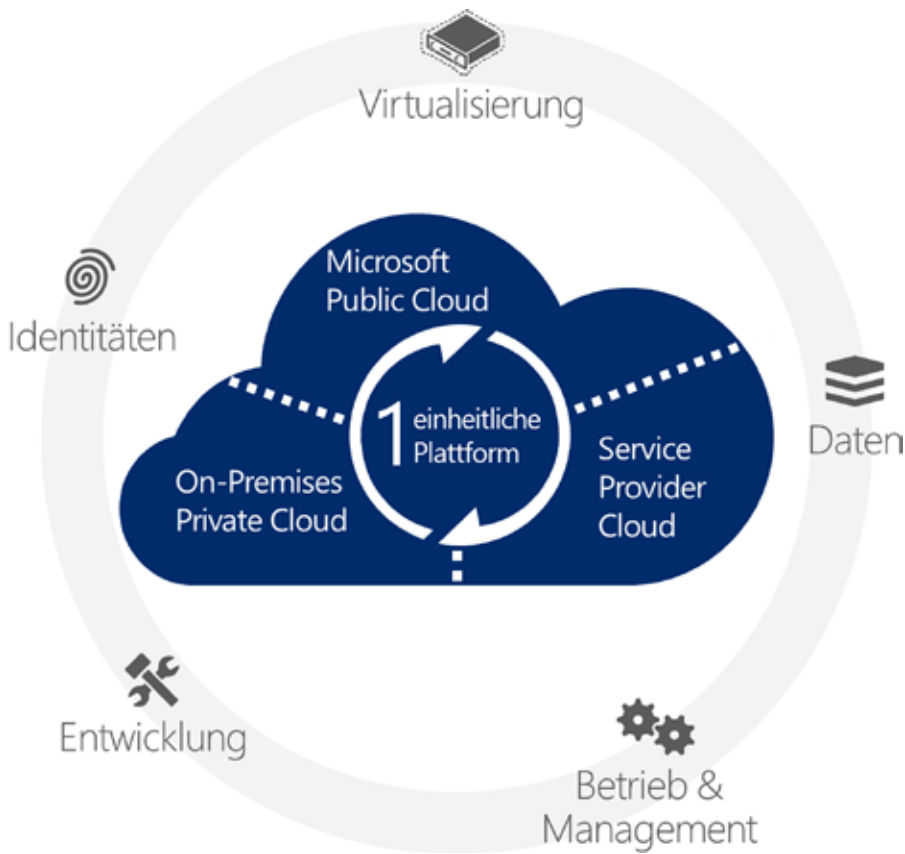 Virtualisierung
Microsoft
Public Cloud
Identitäten
1 einheitliche
Plattform
Daten
On-Premises
Private Cloud
Service
Provider
Cloud
Entwicklung
Betrieb &
Management